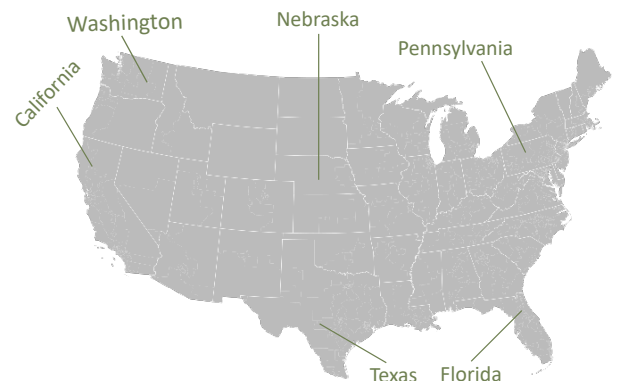 Washington
Nebraska
Pennsylvania
California
Texas
Florida